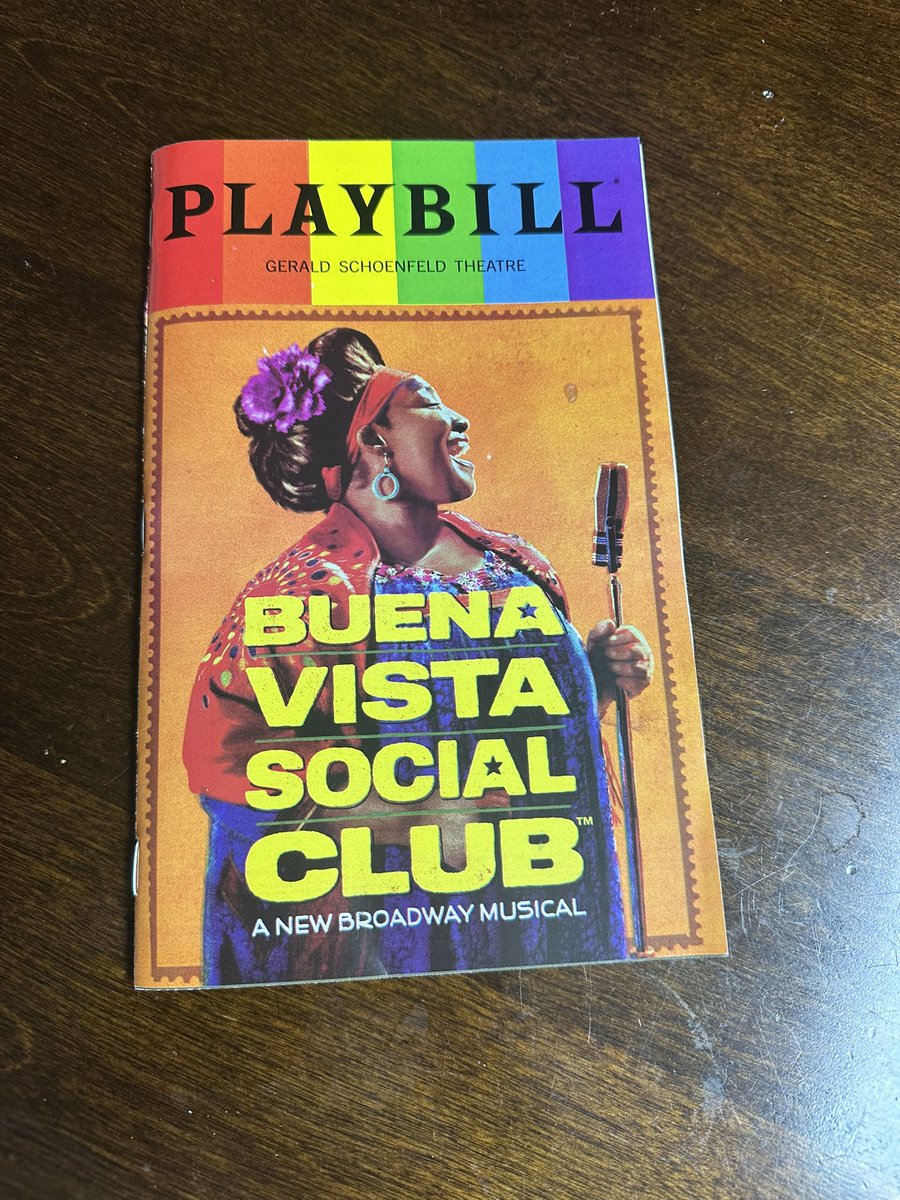 PLAYBILL®
GERALD SCHOENFELD THEATRE
BUENA
VISTA
SOCIAL
CLUB™
A NEW BROADWAY MUSICAL